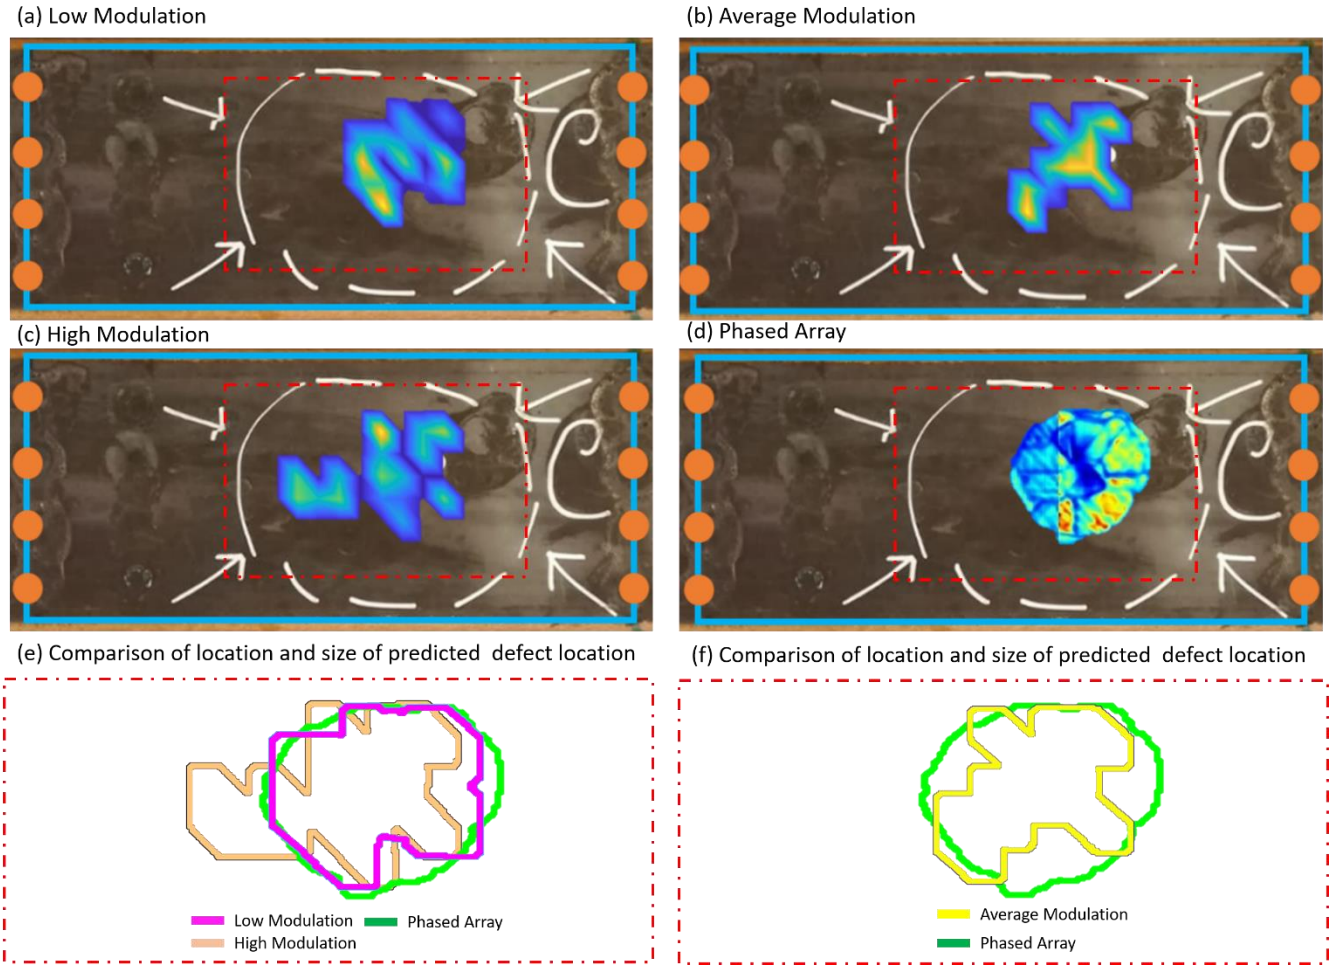 (a) Low Modulation
(b) Average Modulation
(c) High Modulation
(d) Phased Array
(e) Comparison of location and size of predicted  defect location
(f) Comparison of location and size of predicted  defect location
Low Modulation
Phased Array
High Modulation
Average Modulation
Phased Array